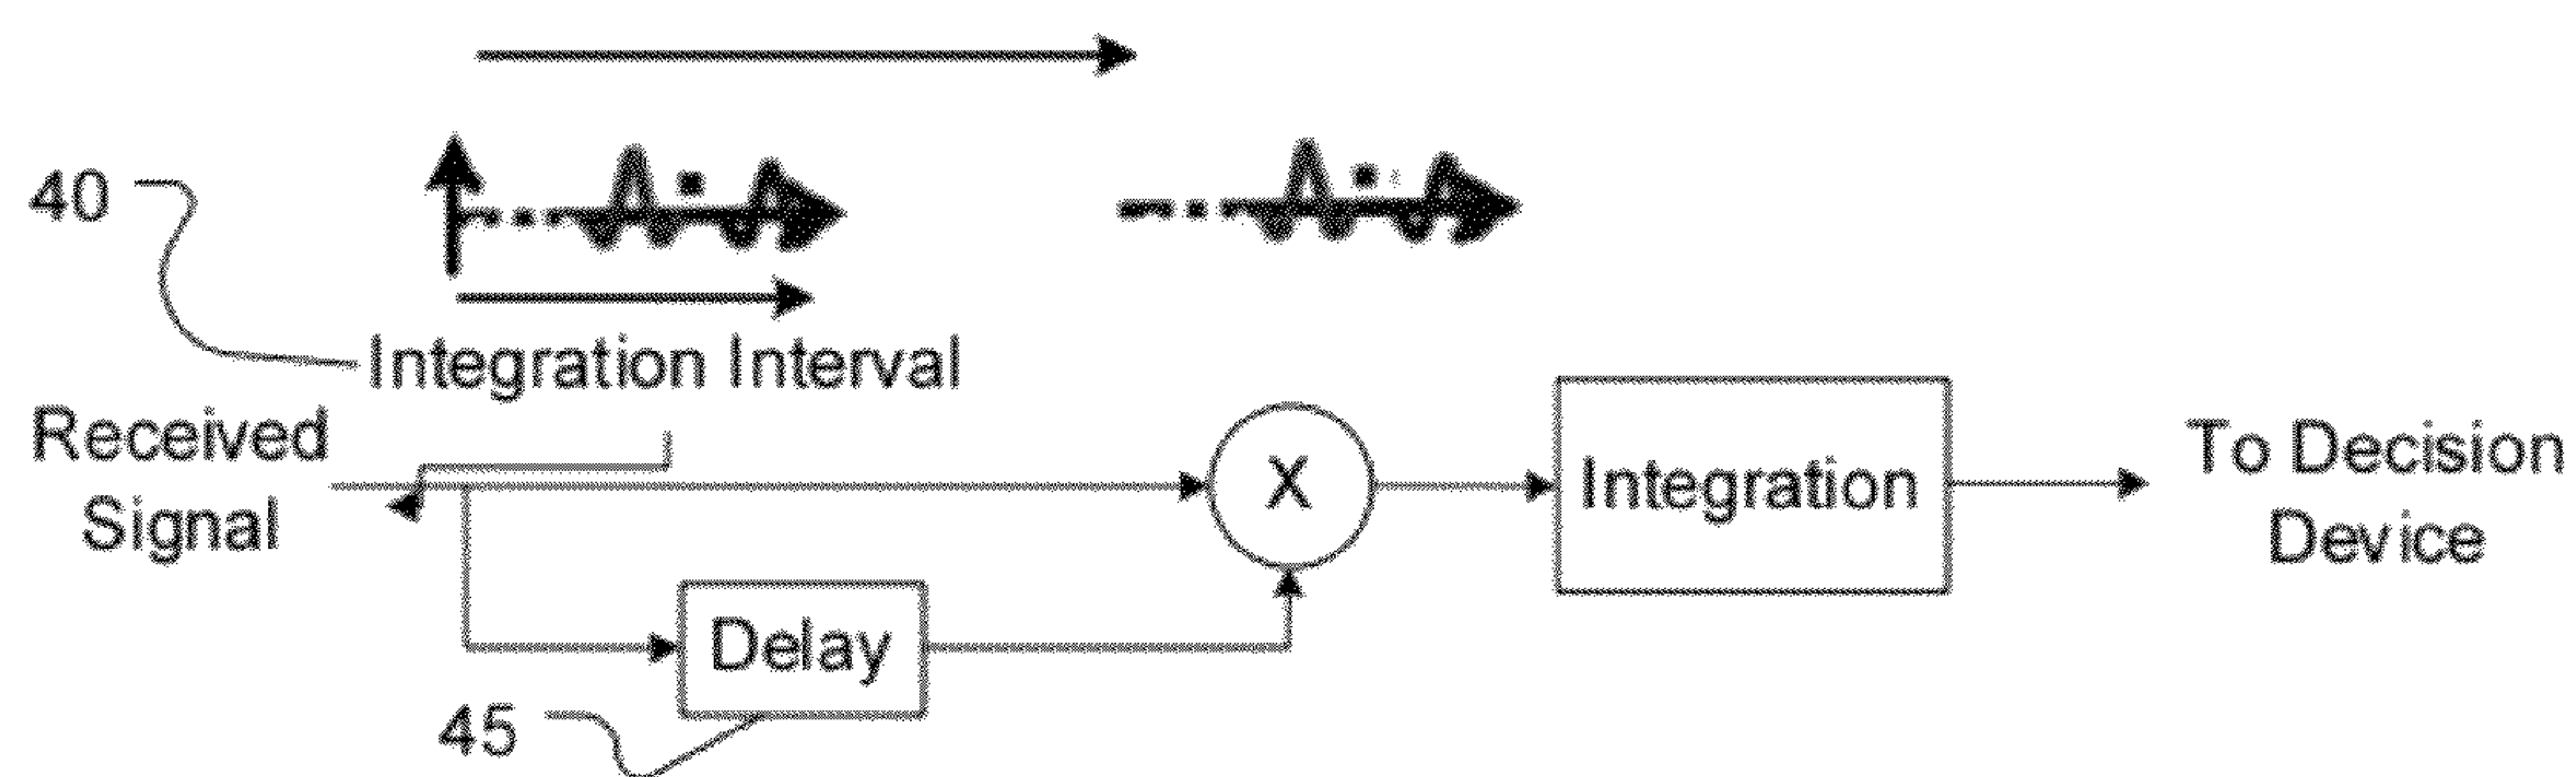 40
Integration Interval
Received
Signal
X
Integration
To Decision
Device
Delay
45